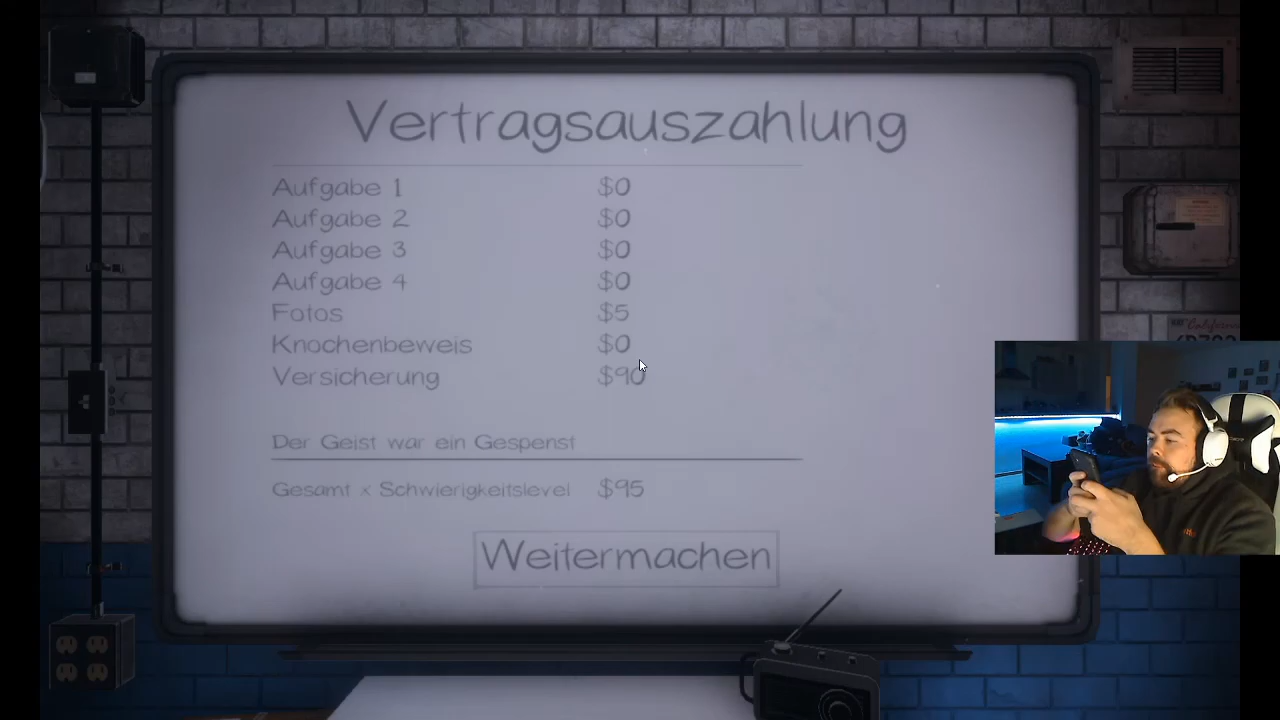 Vertragsauszahlung
Aufgabe 1 $0
Aufgabe 2 $0
Aufgabe 3 $0
Aufgabe 4 $0
Fotos $5
Knochenbeweis $0
Versicherung $90
Der Geist war ein Gespenst
Gesamt x Schwierigkeitslevel $95
Weitermachen
California